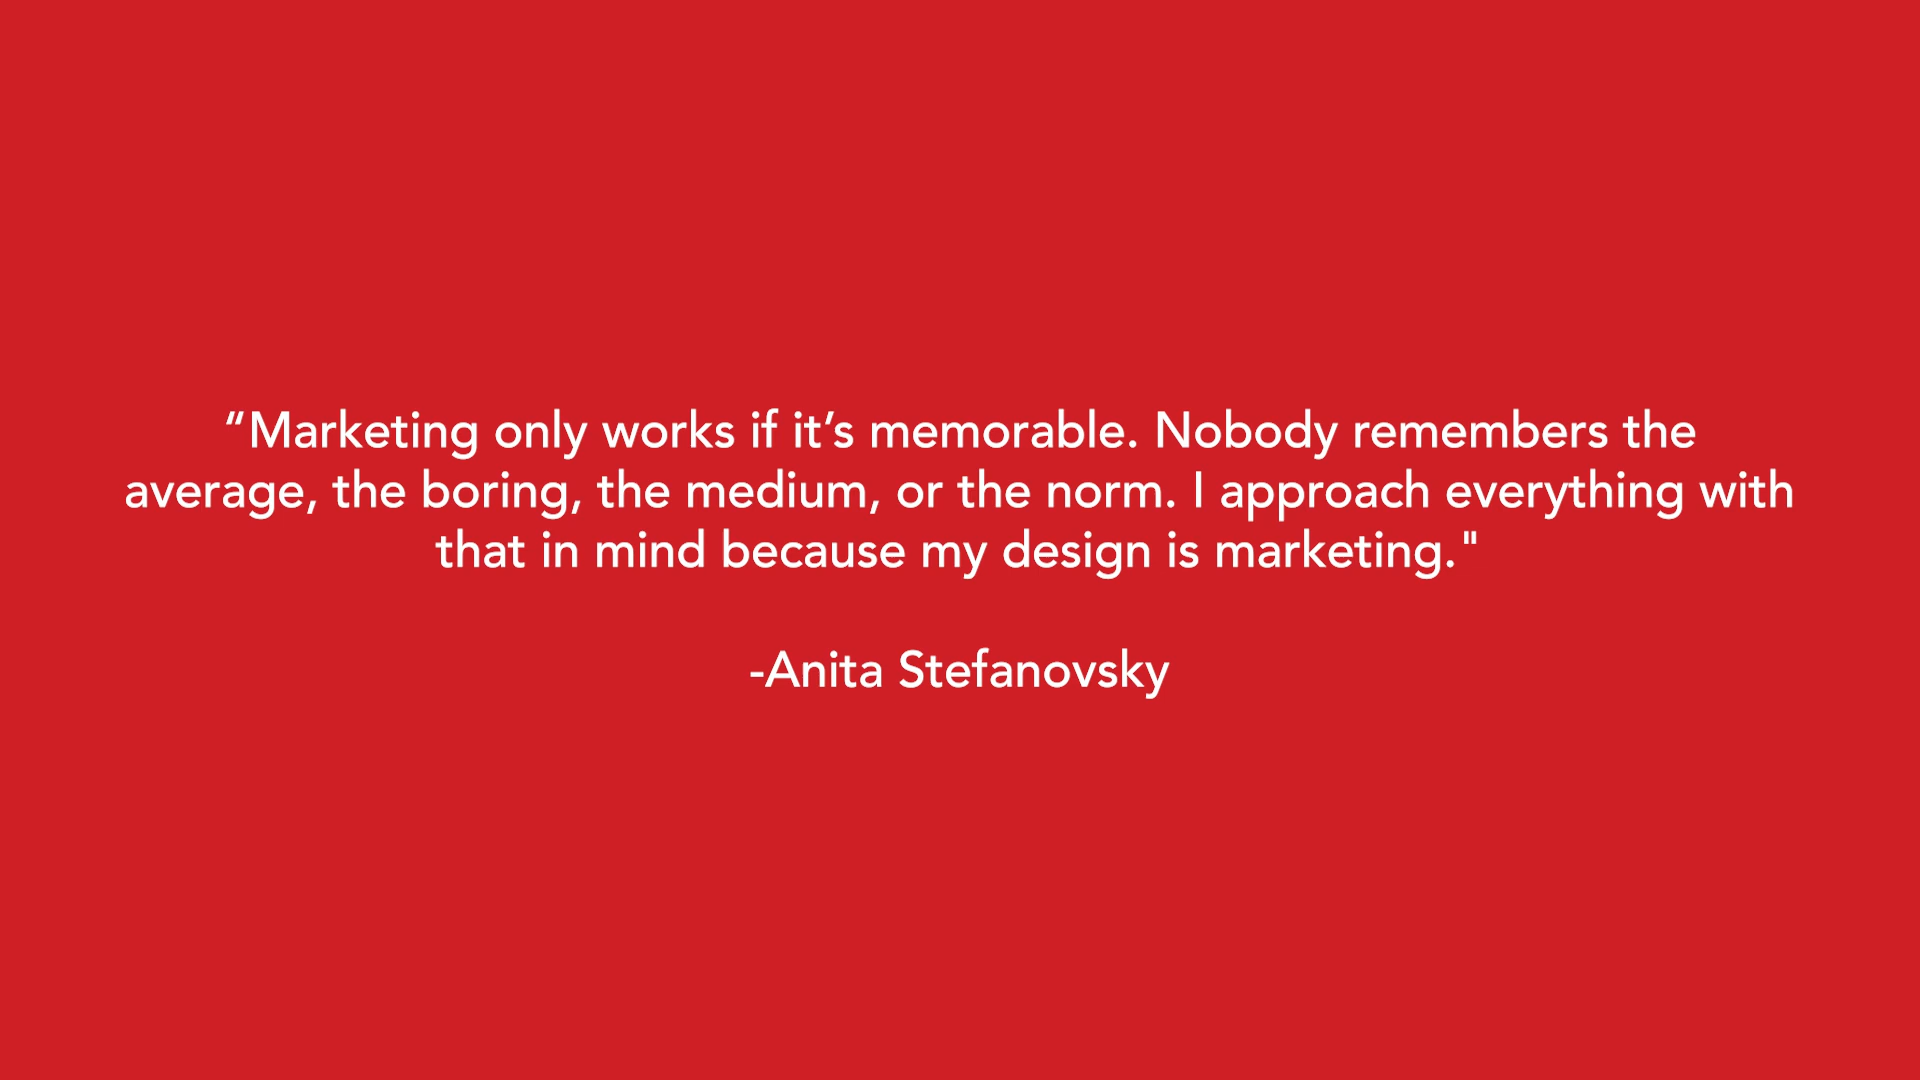 “Marketing only works if it’s memorable. Nobody remembers the
average, the boring, the medium, or the norm. I approach everything with
that in mind because my design is marketing."
-Anita Stefanovsky